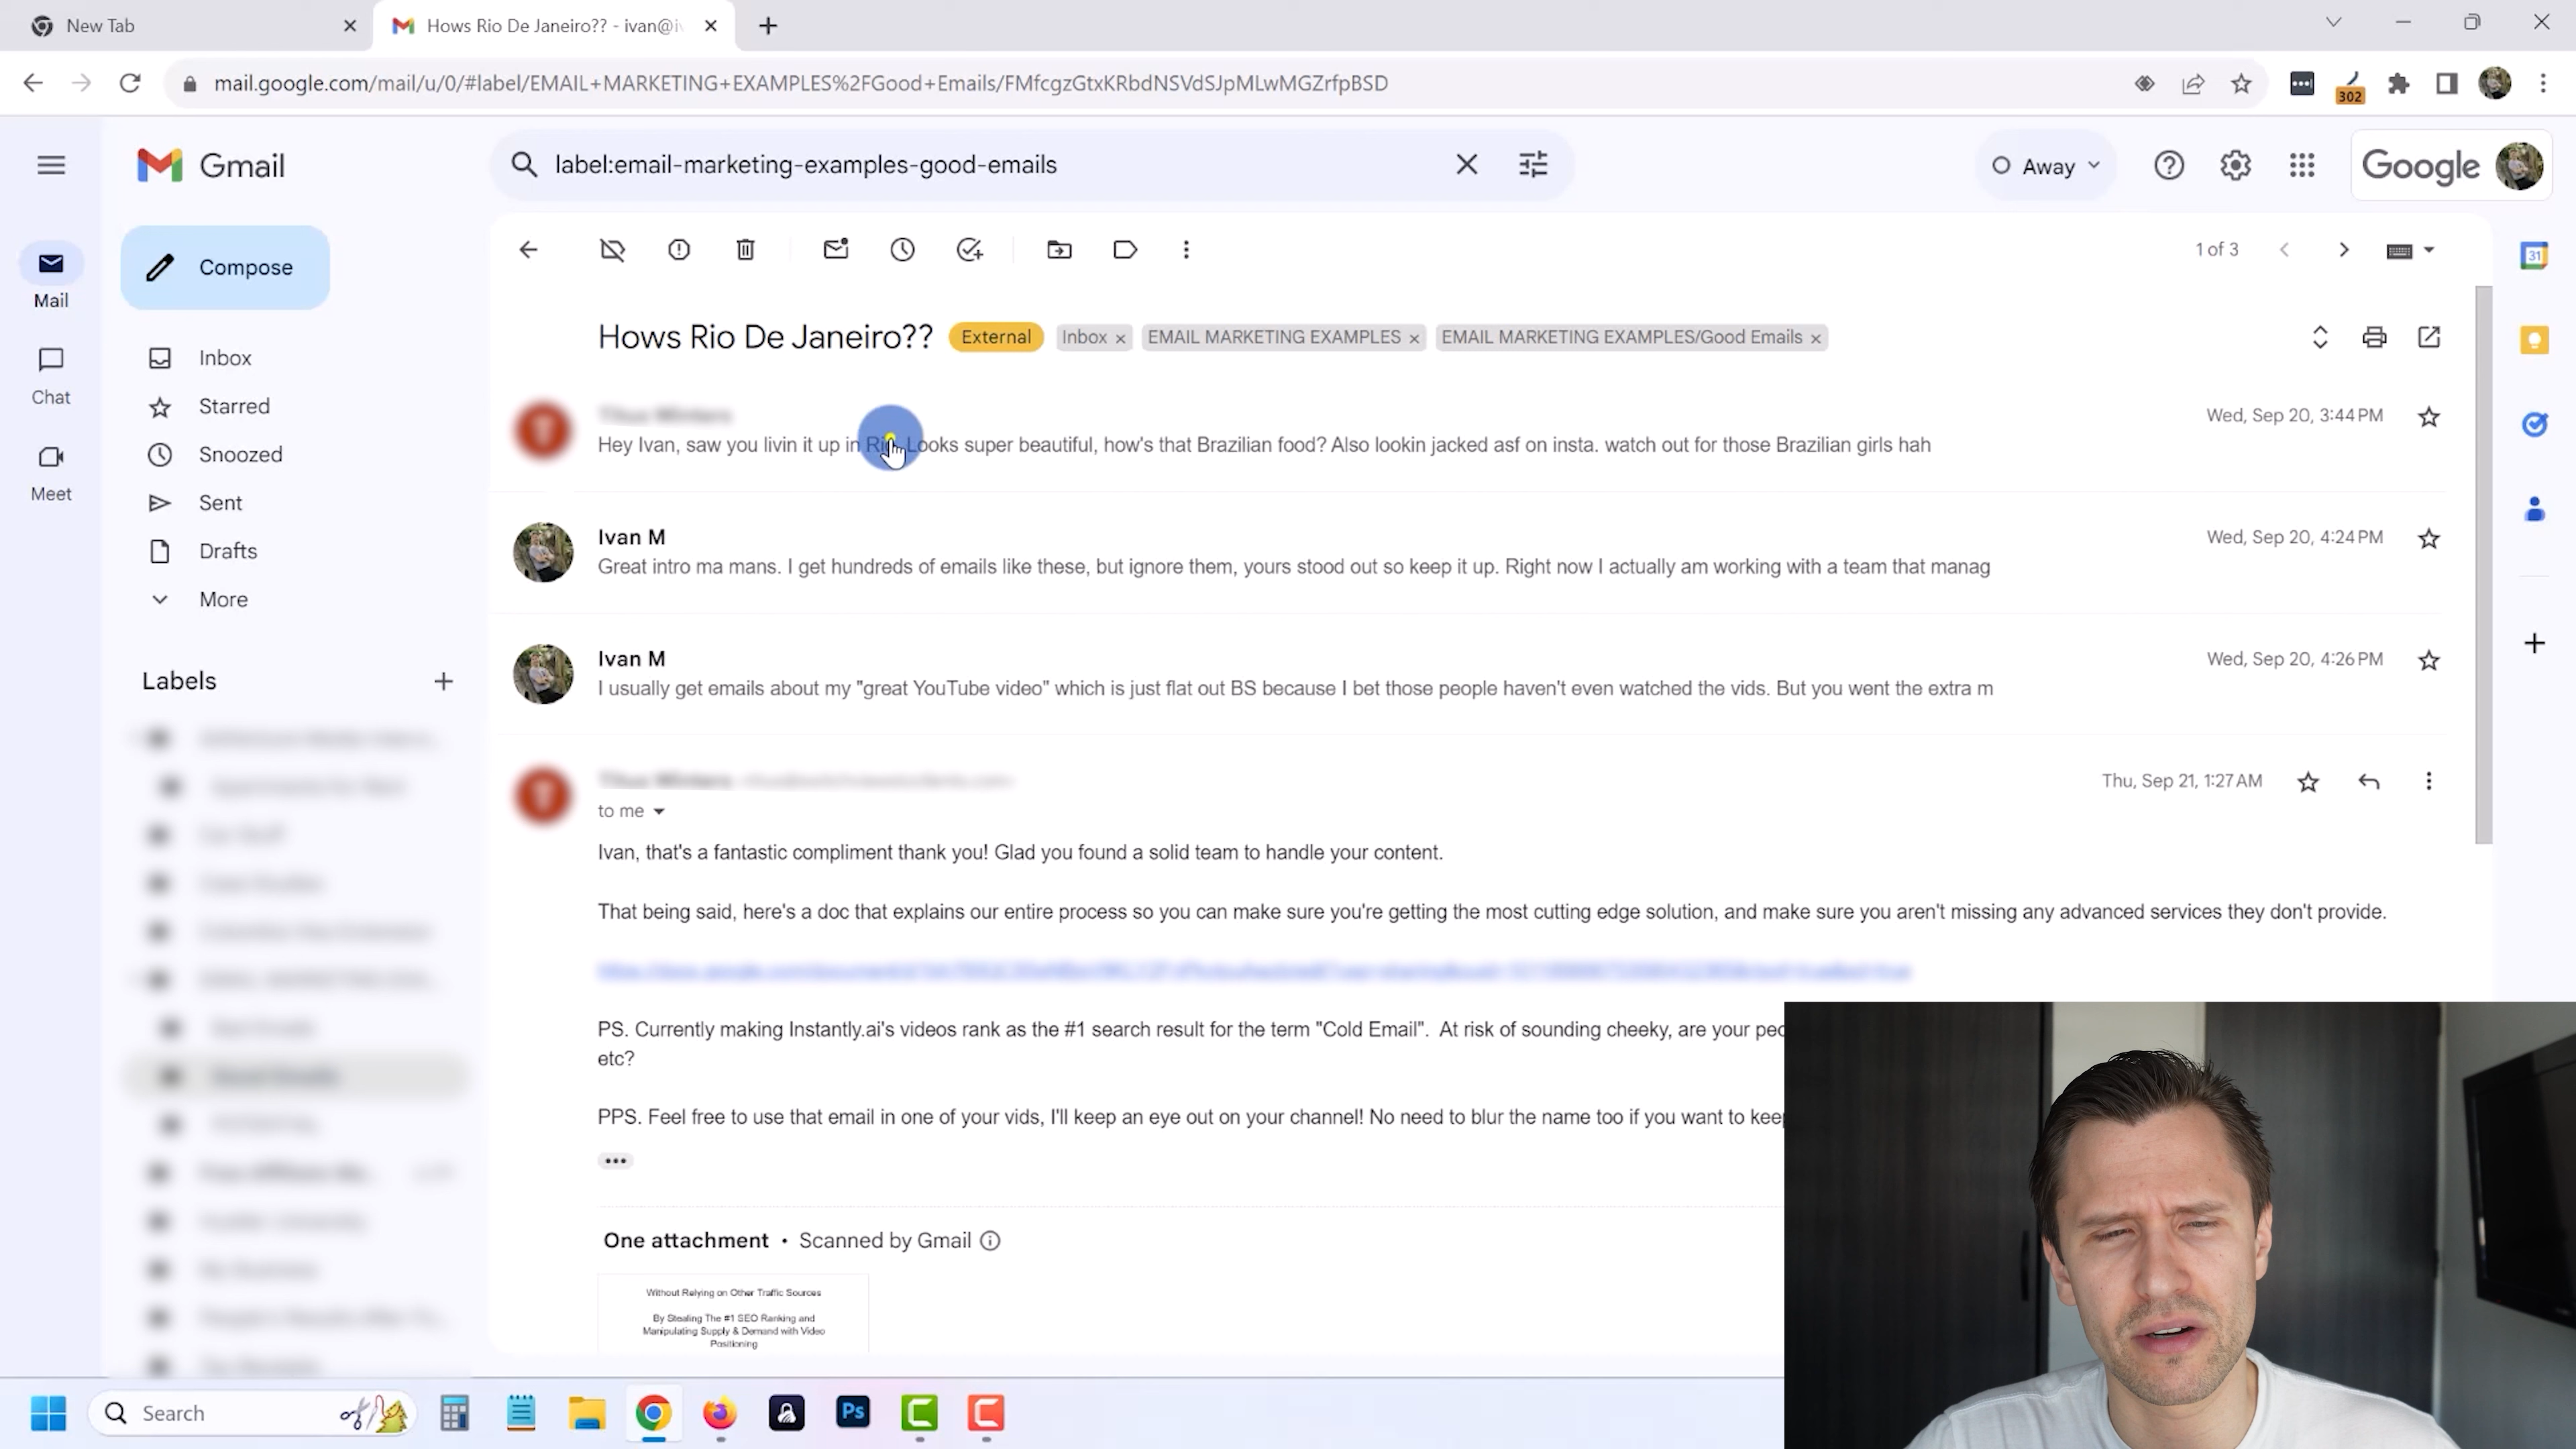 New Tab
Hows Rio De Janeiro?? - ivan@iv
mail.google.com/mail/u/0/#label/EMAIL+MARKETING+EXAMPLES%2FGood+Emails/FMfcgzGtxKRbdNSVdSJpMLwMGZrfpBSD
302
Gmail
label:email-marketing-examples-good-emails
Away
Google
Compose
1 of 3
31
Mail
Chat
Meet
Inbox
Starred
Snoozed
Sent
Drafts
More
Labels
Hows Rio De Janeiro?? External Inbox × EMAIL MARKETING EXAMPLES × EMAIL MARKETING EXAMPLES/Good Emails ×
Wed, Sep 20, 3:44 PM
Hey Ivan, saw you livin it up in Looks super beautiful, how's that Brazilian food? Also lookin jacked asf on insta. watch out for those Brazilian girls hah
Ivan M
Wed, Sep 20, 4:24 PM
Great intro ma mans. I get hundreds of emails like these, but ignore them, yours stood out so keep it up. Right now I actually am working with a team that manag
Ivan M
Wed, Sep 20, 4:26 PM
I usually get emails about my "great YouTube video" which is just flat out BS because I bet those people haven't even watched the vids. But you went the extra m
Thu, Sep 21, 1:27 AM
to me
Ivan, that's a fantastic compliment thank you! Glad you found a solid team to handle your content.
That being said, here's a doc that explains our entire process so you can make sure you're getting the most cutting edge solution, and make sure you aren't missing any advanced services they don't provide.
PS. Currently making Instantly.ai's videos rank as the #1 search result for the term "Cold Email". At risk of sounding cheeky, are your
etc?
PPS. Feel free to use that email in one of your vids, I'll keep an eye out on your channel! No need to blur the name too if you want to
One attachment • Scanned by Gmail
Without Relying on Other Traffic Sources
By Stealing The #1 SEO Ranking and
Manipulating Supply & Demand with Video
Positioning
Search
Ps